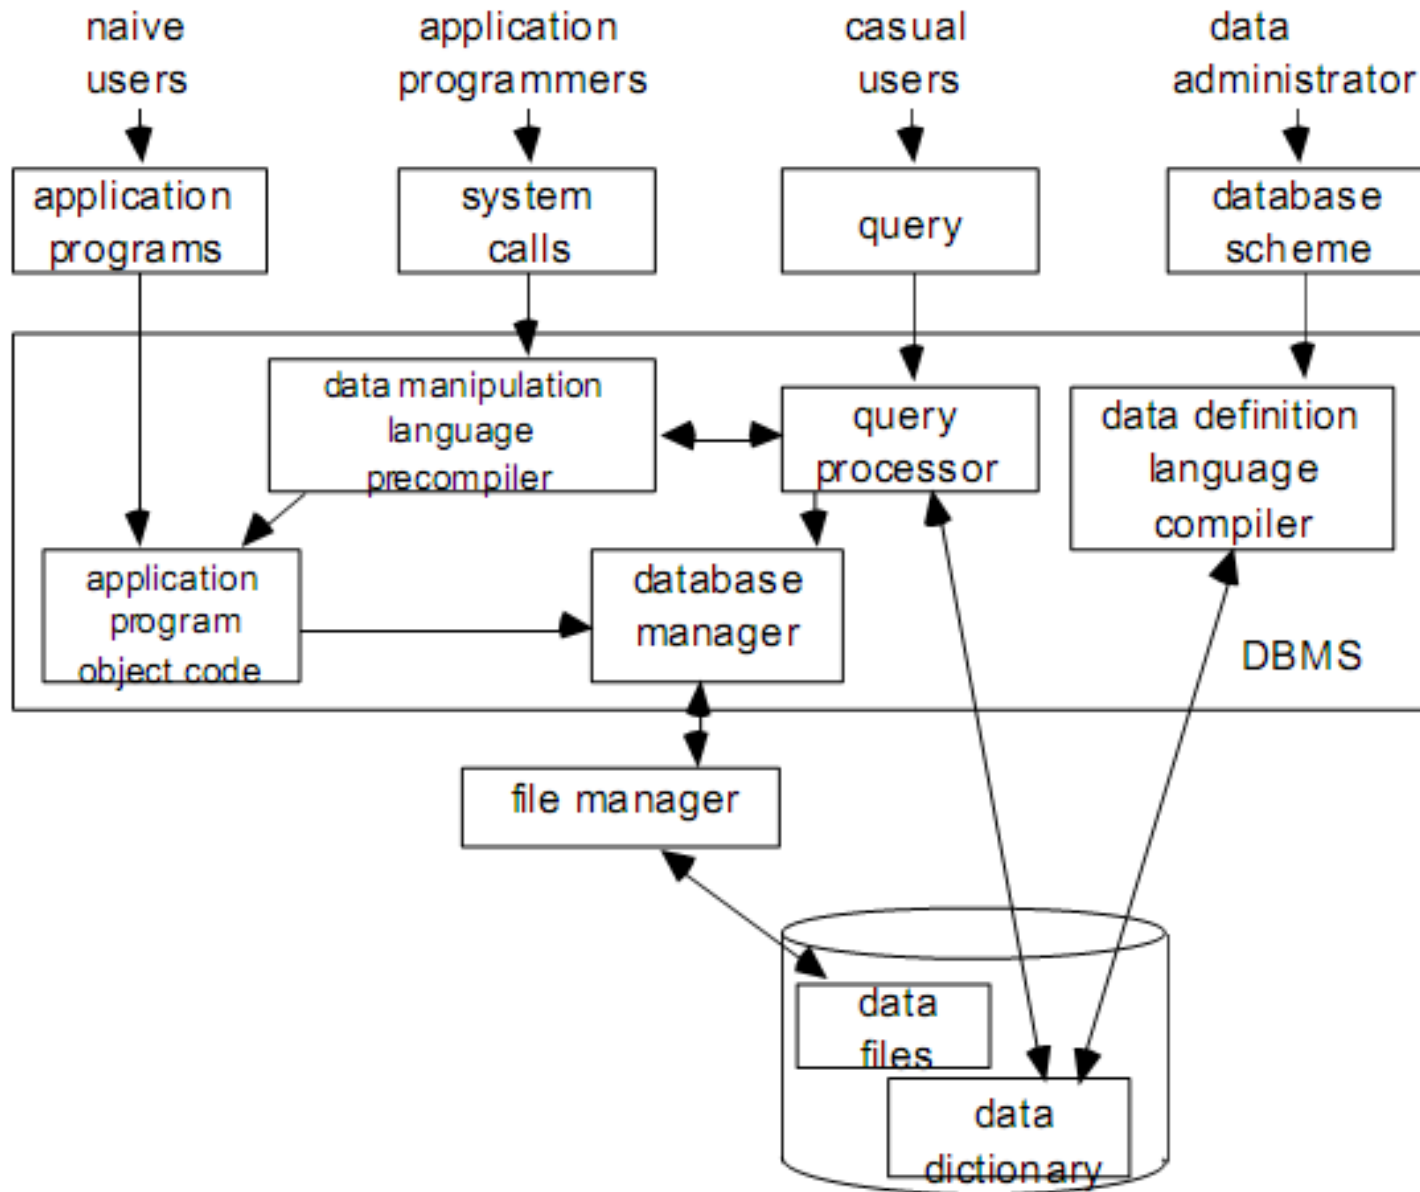 naive
users
application
programmers
casual
users
data
administrator
application
programs
system
calls
query
database
scheme
data manipulation
language
precompiler
query
processor
data definition
language
compiler
application
program
object code
database
manager
DBMS
file manager
data
files
data
dictionary